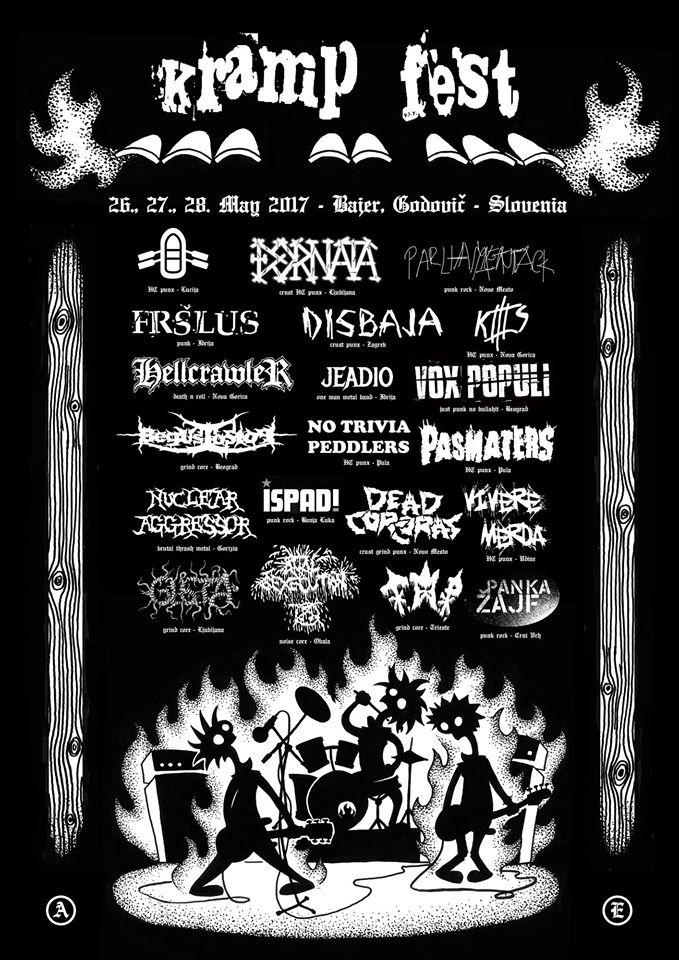 kramp fest
26., 27., 28. May 2017 - Bajer, Godovič - Slovenia
HC punx - Lucija
DORNATA
crust HC punx - Ljubljana
PARLHAMENTACK
punk rock - Novo Mesto
FRŠLUS
punk - Idrija
DISBAJA
crust punx - Zagreb
HC punx - Nova Gorica
HellcrawleR
death n roll - Nova Gorica
JEADIO
one man metal band - Idrija
VOX POPULI
just punk no bullshit - Beograd
grind core - Beograd
NO TRIVIA
PEDDLERS
HC punx - Pula
PASMATERS
HC punx - Pula
NUCLEAR
AGGRESSOR
brutal thrash metal - Gorizia
ISPAD!
punk rock - Banja Luka
DEAD
crust grind punx - Novo Mesto
VIVERE
MERDA
HC punx - Udine
grind core - Ljubljana
noise core - Obala
grind core - Trieste
PANKA
ZAJF
punk rock - Črni Vrh
A
E